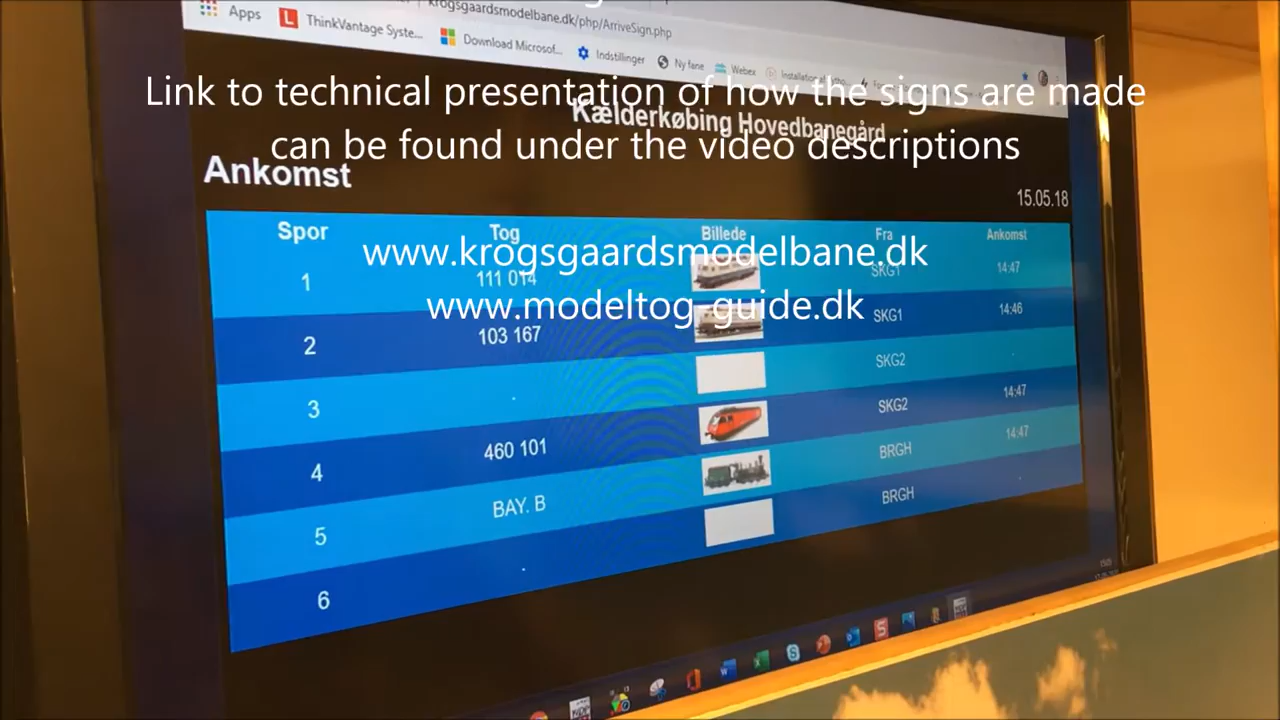 krogsgaardsmodelbane.dk/php/ArriveSign.php
Apps ThinkVantage Syste... Download Microsof... Indstillinger Ny fane Webex
Link to technical presentation of how the signs are made
can be found under the video descriptions
Kælderkøbing Hovedbanegård
Ankomst
15.05.18
www.krogsgaardsmodelbane.dk
www.modeltog-guide.dk
Spor Tog Billede Fra Ankomst
1 111 014 SKG1 14:47
2 103 167 SKG1 14:46
3 . SKG2 .
4 460 101 SKG2 14:47
5 BAY. B BRGH 14:47
6 . BRGH .